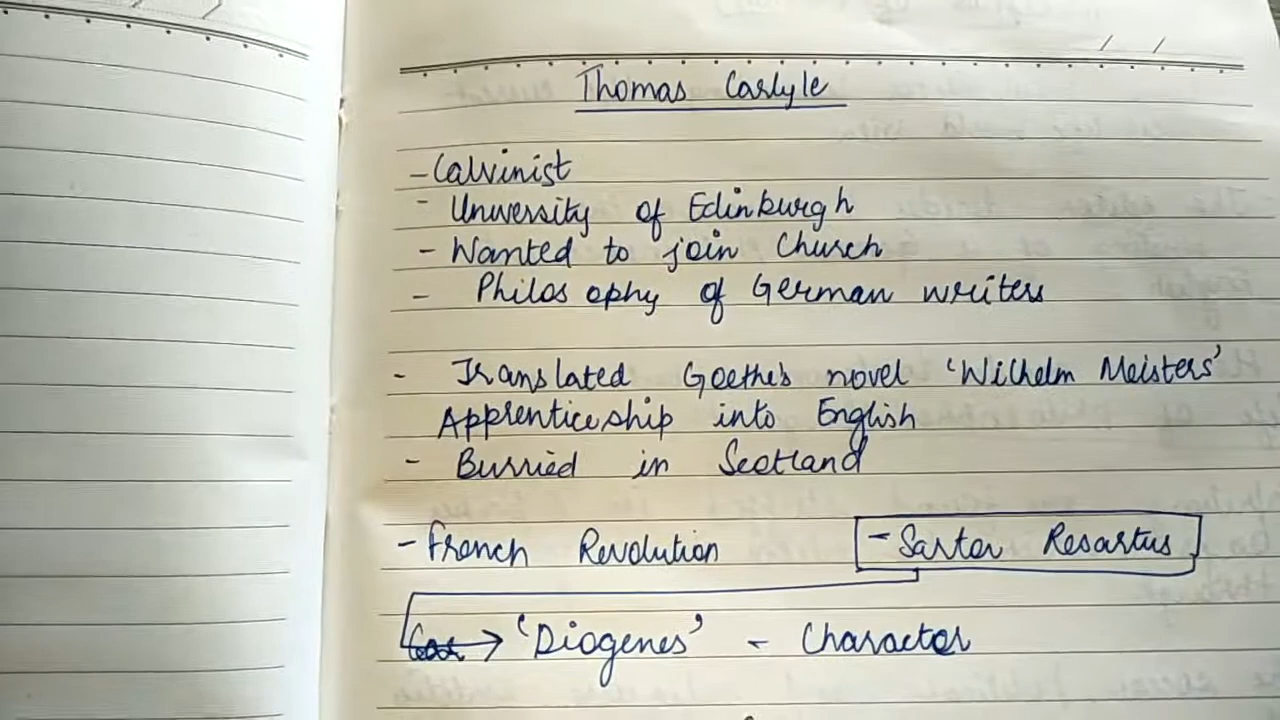 Thomas Carlyle
- Calvinist
- University of Edinburgh
- Wanted to join Church
- Philosophy of German writers
- Translated Goethe's novel 'Wilhelm Meisters'
Apprenticeship into English
- Burried in Scotland
- French Revolution - Sartor Resartus
→ 'Diogenes' - Character